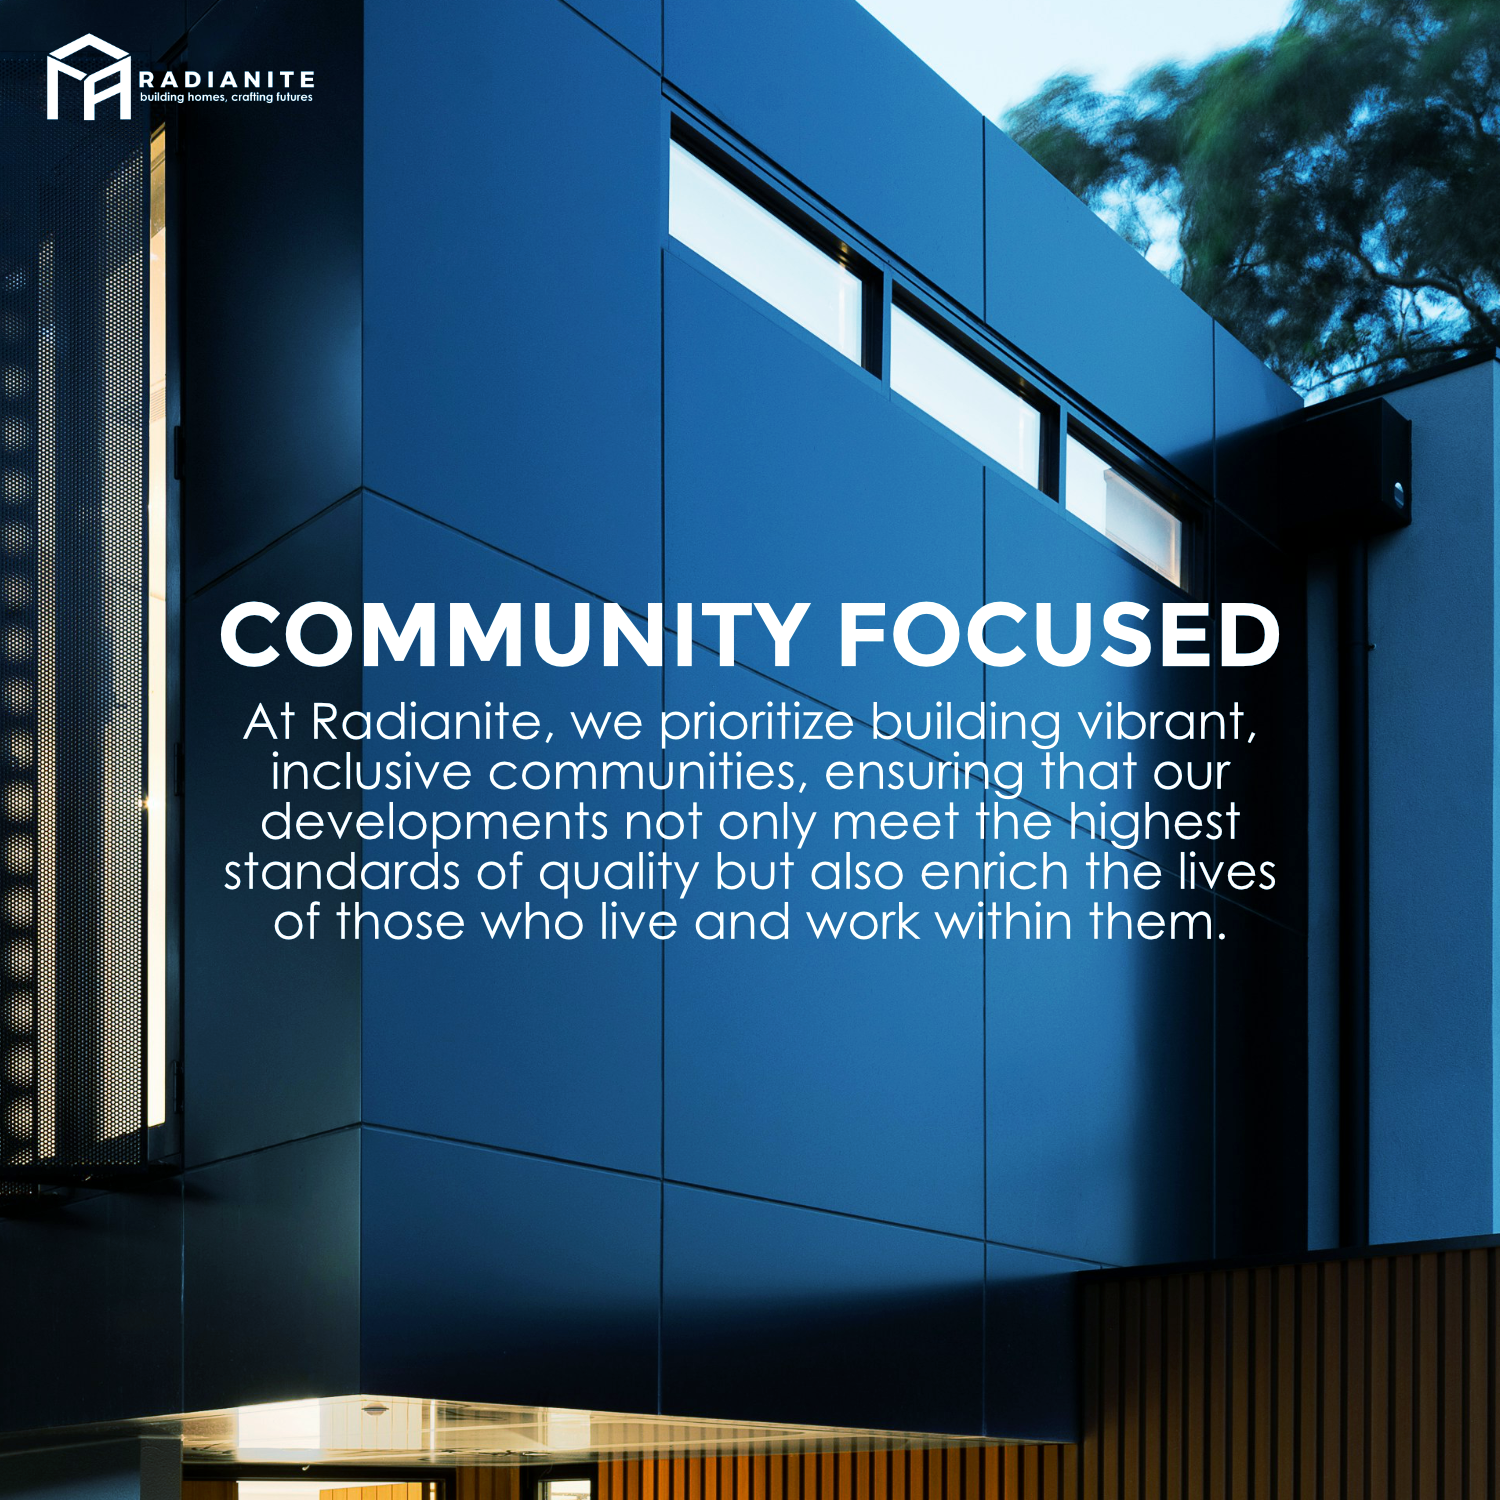 RADIANITE
building homes, crafting futures
COMMUNITY FOCUSED
At Radianite, we prioritize building vibrant,
inclusive communities, ensuring that our
developments not only meet the highest
standards of quality but also enrich the lives
of those who live and work within them.